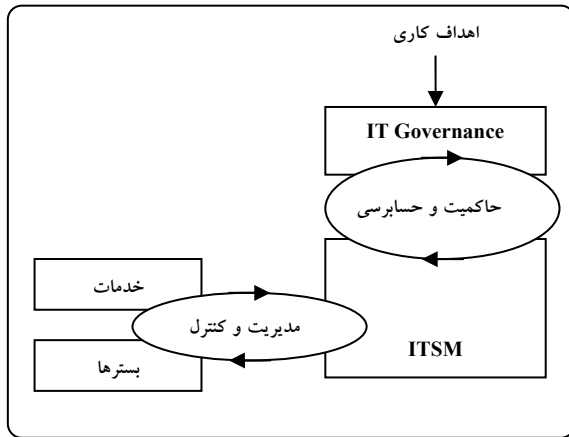 اهداف کاری
IT Governance
حاکمیت و حسابرسی
خدمات
مدیریت و کنترل
بسترها
ITSM